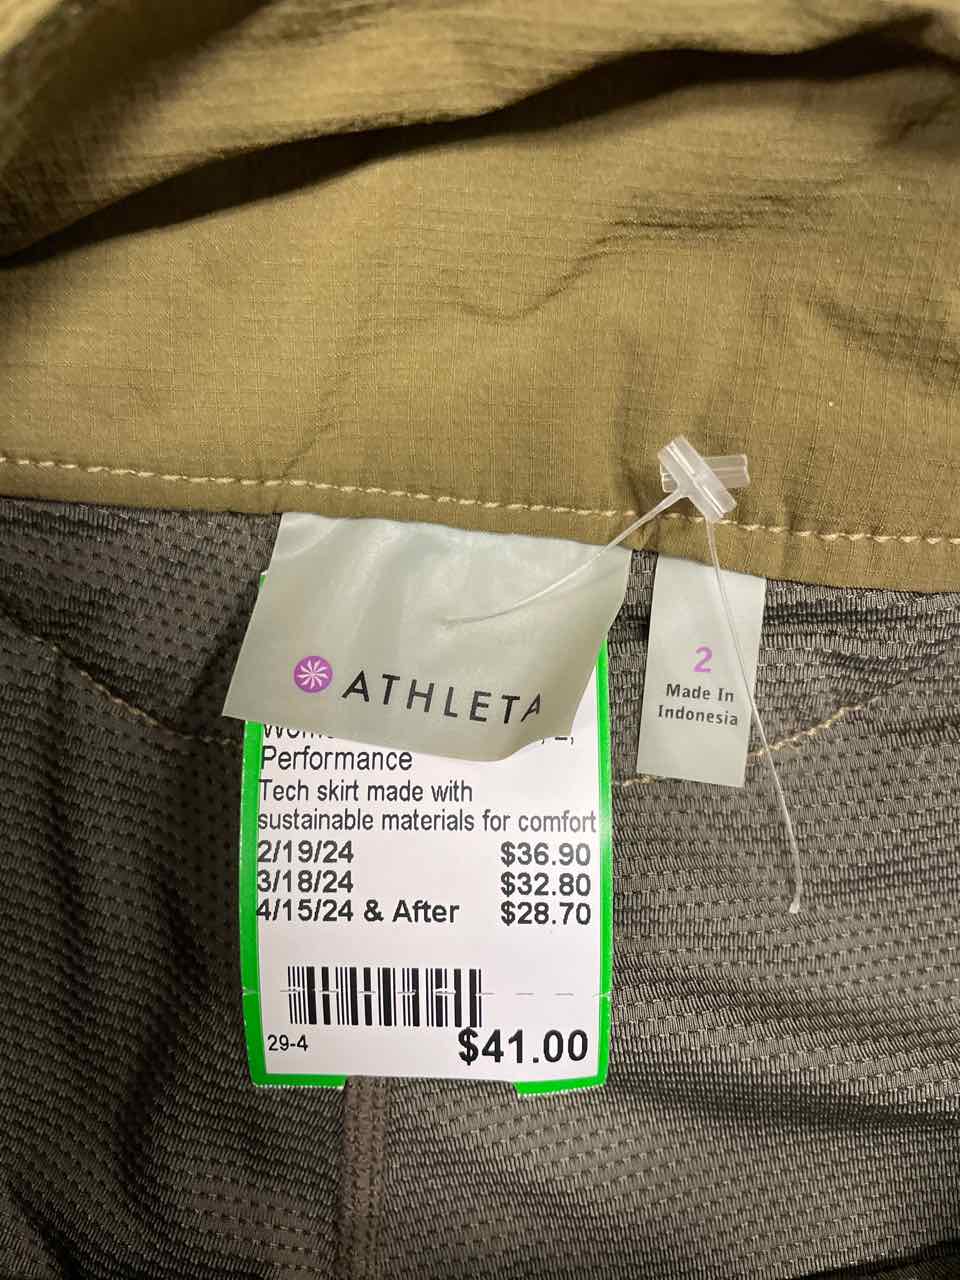 ATHLETA
2
Made In
Indonesia
2,
Performance
Tech skirt made with
sustainable materials for comfort
2/19/24 $36.90
3/18/24 $32.80
4/15/24 & After $28.70
29-4 $41.00